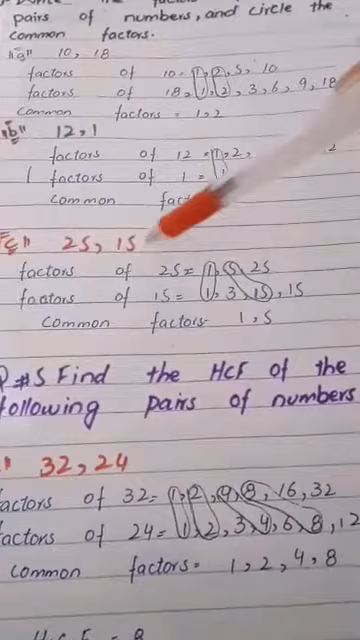 pairs of numbers, and circle the
common factors.
"a" 10, 18
factors of 10 = 1, 2, 5, 10
factors of 18 = 1, 2, 3, 6, 9, 18
common factors = 1, 2
"b" 12, 1
factors of 12 = 1, 2, 2
factors of 1 = 1
common
"c" 25, 15
factors of 25 = 1, 5, 25
factors of 15 = 1, 3, 15, 15
common factors- 1, 5
Q#5 Find the HCF of the
following pairs of numbers
32, 24
factors of 32 = 1, 2, 4, 8, 16, 32
factors of 24 = 1, 2, 3, 4, 6, 8, 12
common factors = 1, 2, 4, 8
H.C.F = 8